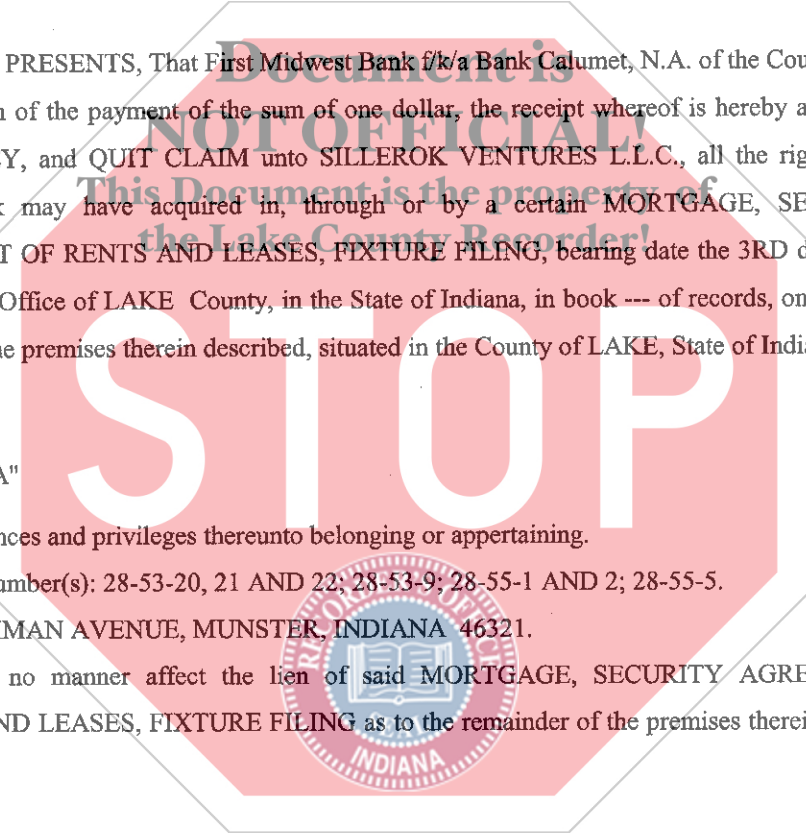 Document is
PRESENTS, That First Midwest Bank f/k/a Bank Calumet, N.A. of the Cou
of the payment of the sum of one dollar, the receipt whereof is hereby a
NOT OFFICIAL!
Y, and QUIT CLAIM unto SILLEROK VENTURES L.L.C., all the rig
This Document is the property of
may have acquired in, through or by a certain MORTGAGE, SE
the Lake County Recorder!
T OF RENTS AND LEASES, FIXTURE FILING, bearing date the 3RD d
Office of LAKE County, in the State of Indiana, in book --- of records, on
e premises therein described, situated in the County of LAKE, State of Indi
STOP
A"
nces and privileges thereunto belonging or appertaining.
umber(s): 28-53-20, 21 AND 22; 28-53-9; 28-55-1 AND 2; 28-55-5.
MAN AVENUE, MUNSTER, INDIANA 46321.
no manner affect the lien of said MORTGAGE, SECURITY AGRE
ND LEASES, FIXTURE FILING as to the remainder of the premises therei
SEAL
INDIANA